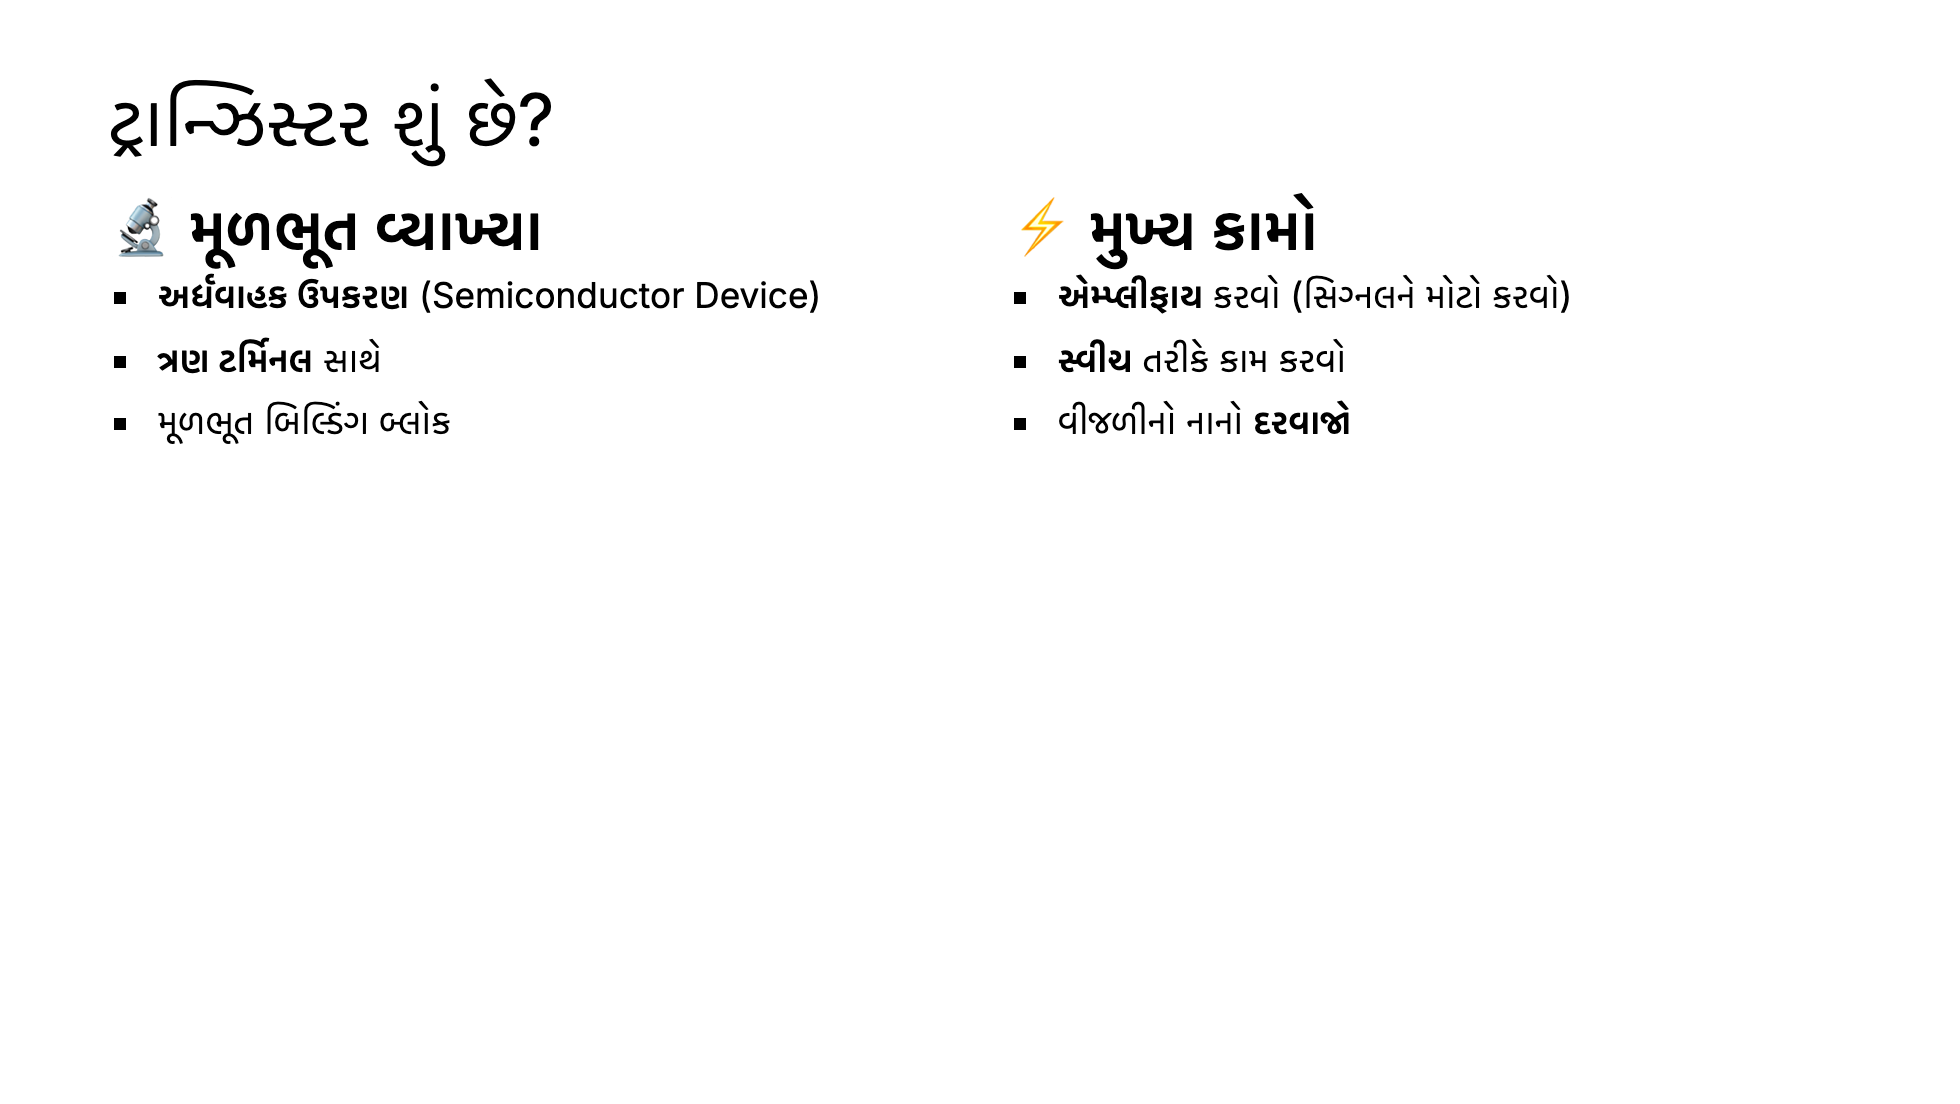 ટ્રાન્ઝિસ્ટર શું છે?
🔬 મૂળભૂત વ્યાખ્યા
▪ અર્ધવાહક ઉપકરણ (Semiconductor Device)
▪ ત્રણ ટર્મિનલ સાથે
▪ મૂળભૂત બિલ્ડિંગ બ્લોક
⚡ મુખ્ય કામો
▪ એમ્પ્લીફાય કરવો (સિગ્નલને મોટો કરવો)
▪ સ્વીચ તરીકે કામ કરવો
▪ વીજળીનો નાનો દરવાજો